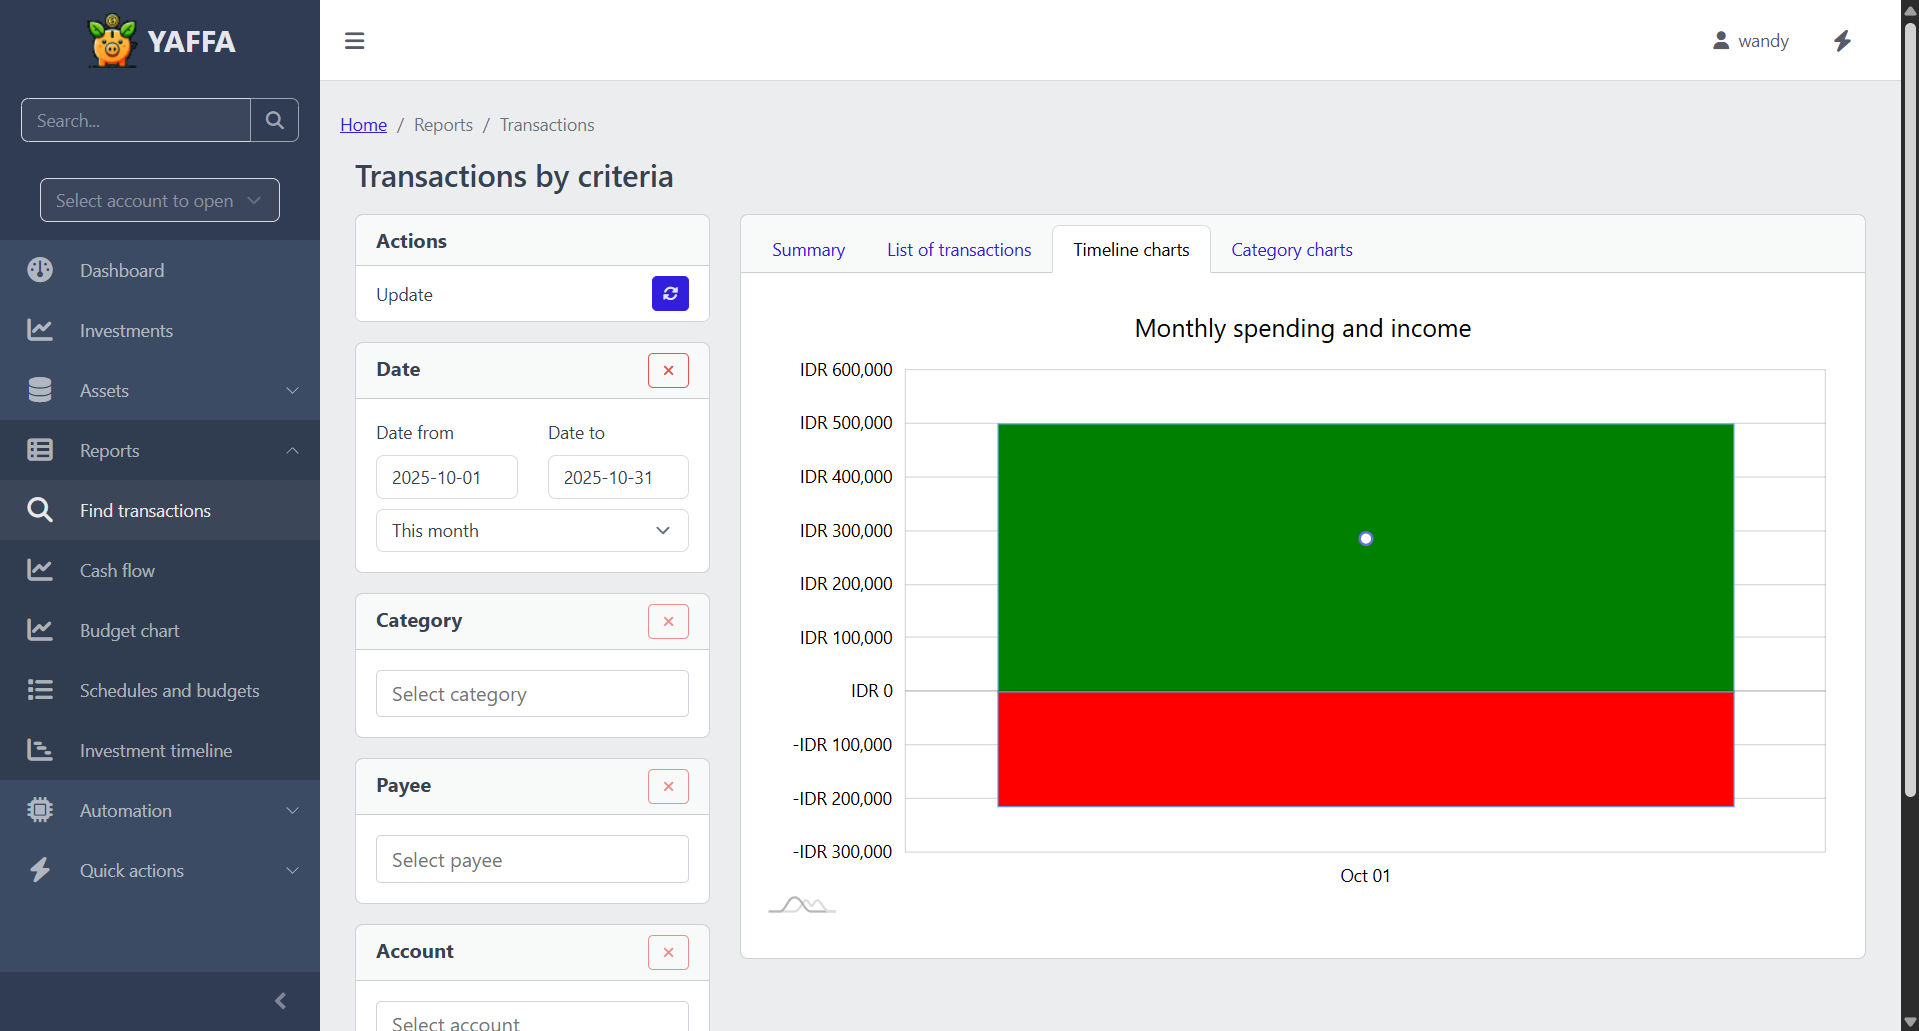 YAFFA
Search...
Select account to open
Dashboard
Investments
Assets
Reports
Find transactions
Cash flow
Budget chart
Schedules and budgets
Investment timeline
Automation
Quick actions
wandy
Home / Reports / Transactions
Transactions by criteria
Actions
Update
Date
Date from Date to
2025-10-01 2025-10-31
This month
Category
Select category
Payee
Select payee
Account
Select account
Summary List of transactions Timeline charts Category charts
Monthly spending and income
IDR 600,000
IDR 500,000
IDR 400,000
IDR 300,000
IDR 200,000
IDR 100,000
IDR 0
-IDR 100,000
-IDR 200,000
-IDR 300,000
Oct 01